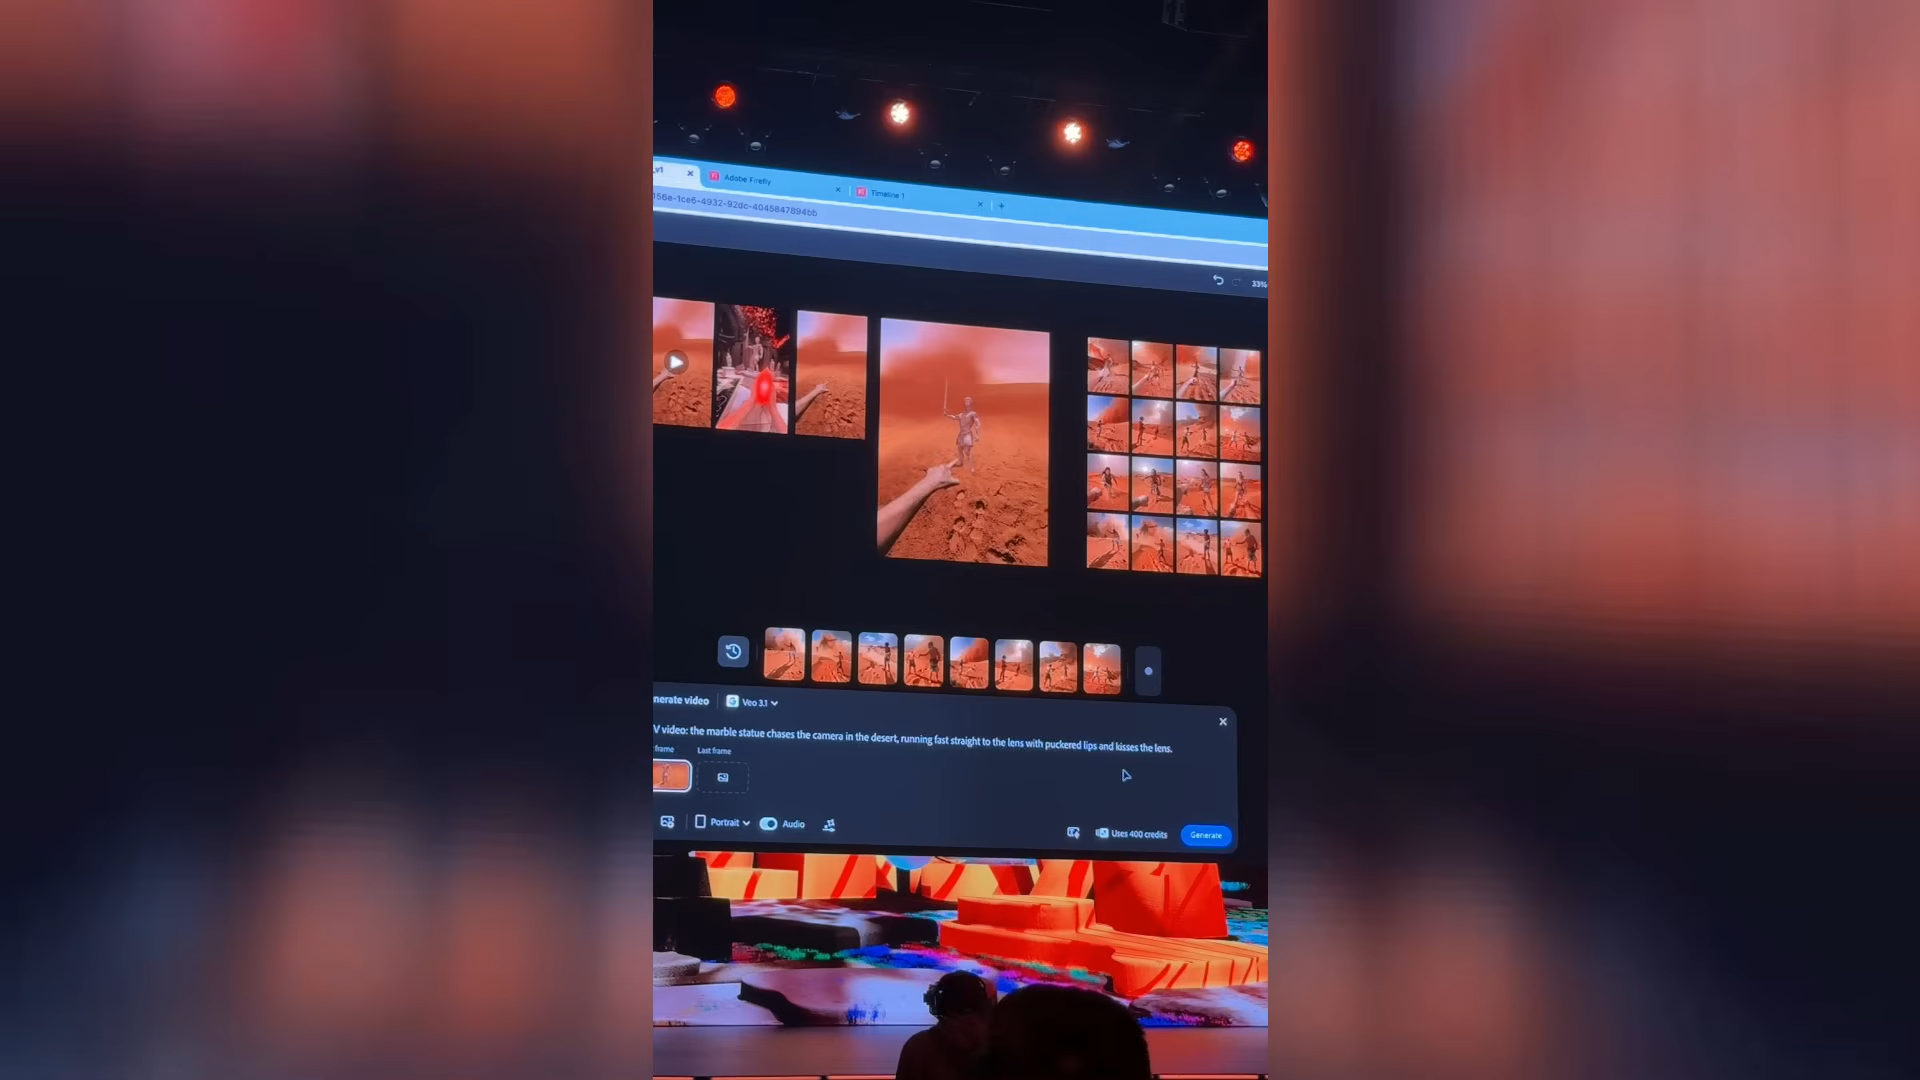 _v1
Adobe Firefly
Timeline 1
156e-1ce6-4932-92dc-4045847894bb
33%
nerate video
Veo 3.1
V video: the marble statue chases the camera in the desert, running fast straight to the lens with puckered lips and kisses the lens.
frame
Last frame
Portrait
Audio
Uses 400 credits
Generate